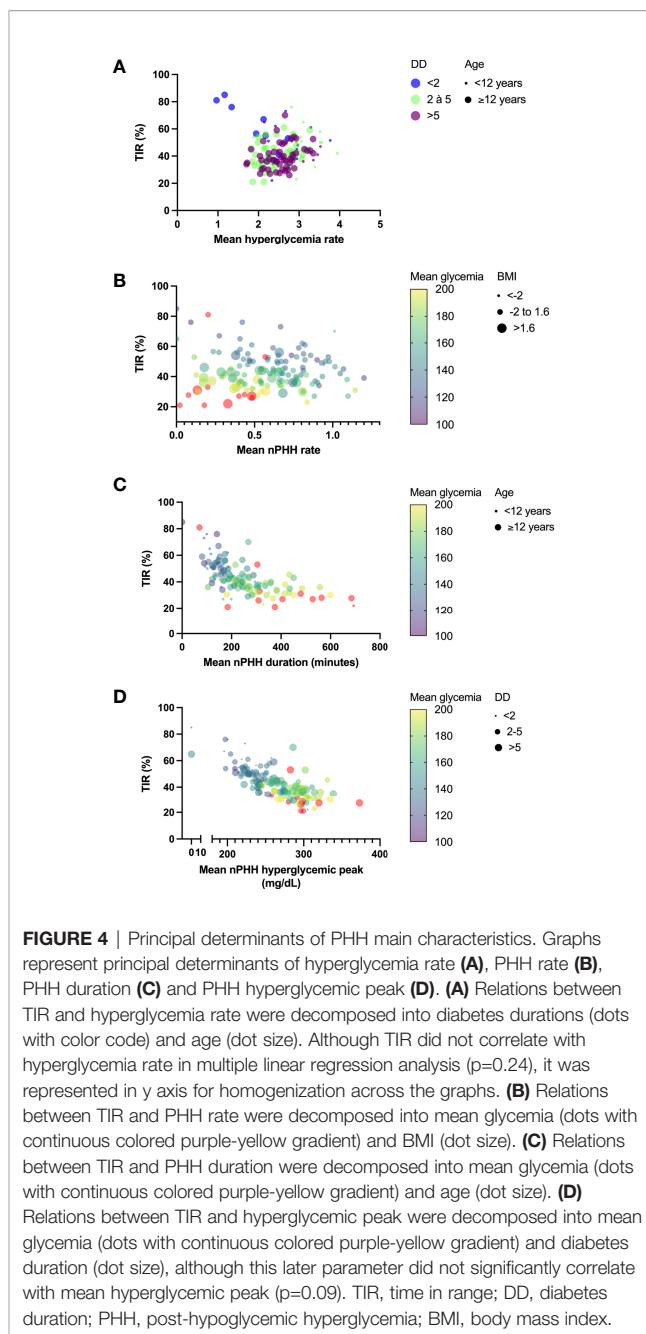 A
DD
Age
<2
<12 years
2 à 5
≥12 years
>5
TIR (%)
100
80
60
40
20
0
0 1 2 3 4 5
Mean hyperglycemia rate
B
Mean glycemia
BMI
200
<-2
180
-2 to 1.6
160
>1.6
140
120
100
TIR (%)
100
80
60
40
20
0.0 0.5 1.0
Mean nPHH rate
C
Mean glycemia
Age
200
<12 years
180
≥12 years
160
140
120
100
TIR (%)
100
80
60
40
20
0
0 200 400 600 800
Mean nPHH duration (minutes)
D
Mean glycemia
DD
200
<2
180
2-5
160
>5
140
120
100
TIR (%)
100
80
60
40
20
0
0 10 200 300 400
Mean nPHH hyperglycemic peak
(mg/dL)
FIGURE 4 | Principal determinants of PHH main characteristics. Graphs
represent principal determinants of hyperglycemia rate (A), PHH rate (B),
PHH duration (C) and PHH hyperglycemic peak (D). (A) Relations between
TIR and hyperglycemia rate were decomposed into diabetes durations (dots
with color code) and age (dot size). Although TIR did not correlate with
hyperglycemia rate in multiple linear regression analysis (p=0.24), it was
represented in y axis for homogenization across the graphs. (B) Relations
between TIR and PHH rate were decomposed into mean glycemia (dots with
continuous colored purple-yellow gradient) and BMI (dot size). (C) Relations
between TIR and PHH duration were decomposed into mean glycemia (dots
with continuous colored purple-yellow gradient) and age (dot size). (D)
Relations between TIR and hyperglycemic peak were decomposed into mean
glycemia (dots with continuous colored purple-yellow gradient) and diabetes
duration (dot size), although this later parameter did not significantly correlate
with mean hyperglycemic peak (p=0.09). TIR, time in range; DD, diabetes
duration; PHH, post-hypoglycemic hyperglycemia; BMI, body mass index.